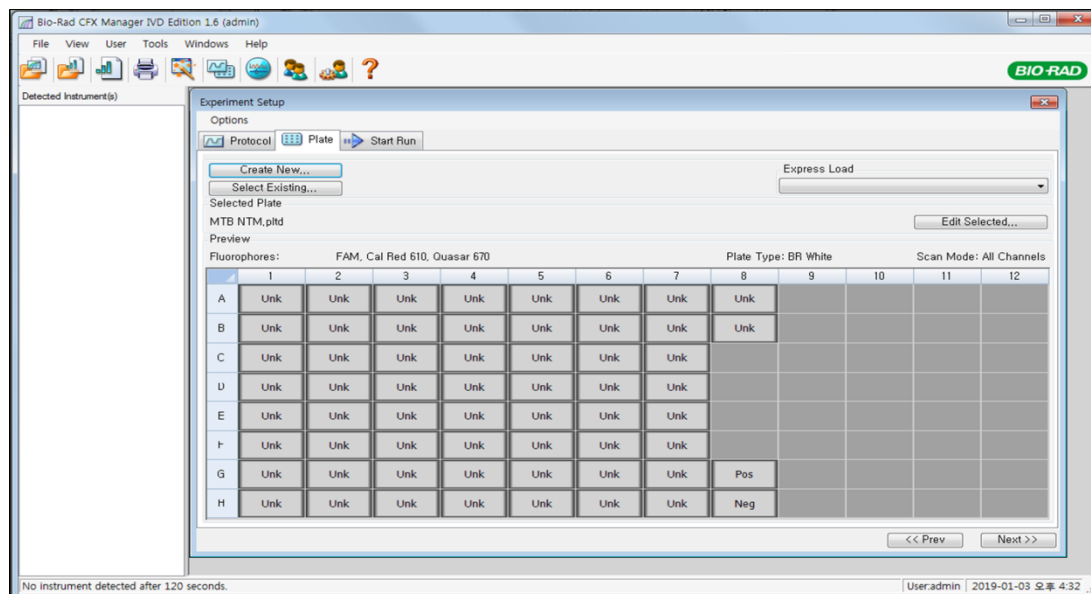 Bio-Rad CFX Manager IVD Edition 1.6 (admin)
File View User Tools Windows Help
BIO-RAD
Detected Instrument(s)
Experiment Setup
Options
Protocol Plate Start Run
Create New...
Express Load
Select Existing...
Selected Plate
MTB NTM.pltd
Edit Selected...
Preview
Fluorophores: FAM, Cal Red 610, Quasar 670 Plate Type: BR White Scan Mode: All Channels
1 2 3 4 5 6 7 8 9 10 11 12
A Unk Unk Unk Unk Unk Unk Unk Unk
B Unk Unk Unk Unk Unk Unk Unk Unk
C Unk Unk Unk Unk Unk Unk Unk
D Unk Unk Unk Unk Unk Unk Unk
E Unk Unk Unk Unk Unk Unk Unk
F Unk Unk Unk Unk Unk Unk Unk
G Unk Unk Unk Unk Unk Unk Unk Pos
H Unk Unk Unk Unk Unk Unk Unk Neg
<< Prev Next >>
No instrument detected after 120 seconds. User:admin 2019-01-03 오후 4:32